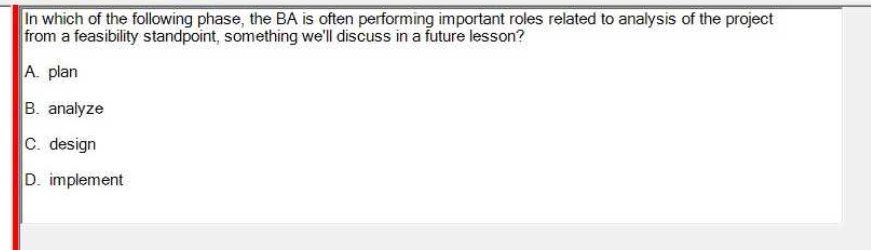 In which of the following phase, the BA is often performing important roles related to analysis of the project
from a feasibility standpoint, something we'll discuss in a future lesson?
A. plan
B. analyze
C. design
D. implement